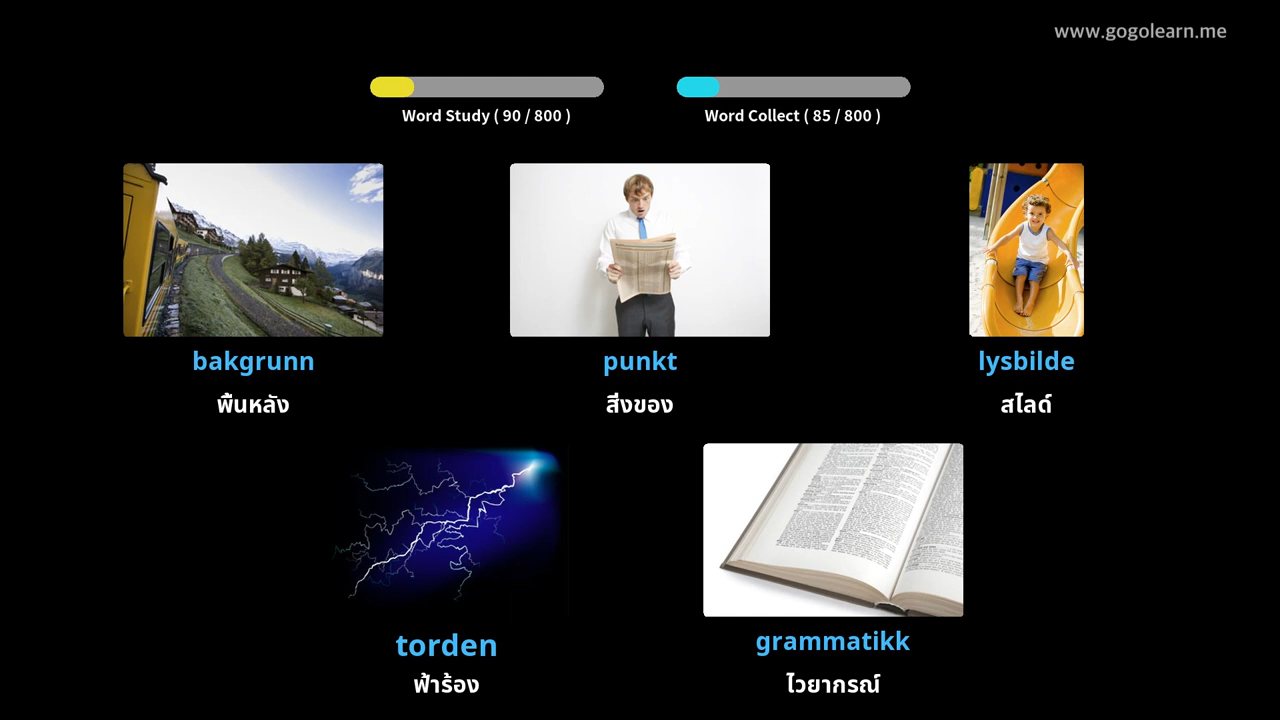 www.gogolearn.me
Word Study ( 90 / 800 )
Word Collect ( 85 / 800 )
bakgrunn
พื้นหลัง
punkt
สิ่งของ
lysbilde
สไลด์
torden
ฟ้าร้อง
grammatikk
ไวยากรณ์